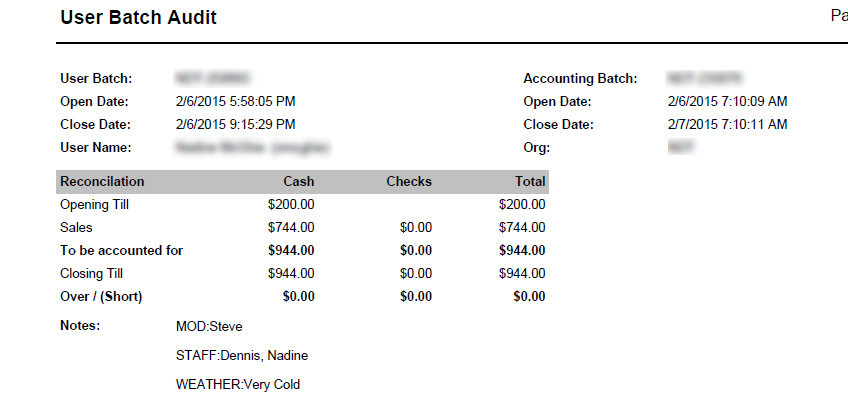 User Batch Audit
Pa
User Batch: Accounting Batch:
Open Date: 2/6/2015 5:58:05 PM Open Date: 2/6/2015 7:10:09 AM
Close Date: 2/6/2015 9:15:29 PM Close Date: 2/7/2015 7:10:11 AM
User Name: Org:
Reconcilation Cash Checks Total
Opening Till $200.00 $200.00
Sales $744.00 $0.00 $744.00
To be accounted for $944.00 $0.00 $944.00
Closing Till $944.00 $0.00 $944.00
Over / (Short) $0.00 $0.00 $0.00
Notes: MOD:Steve
STAFF:Dennis, Nadine
WEATHER:Very Cold